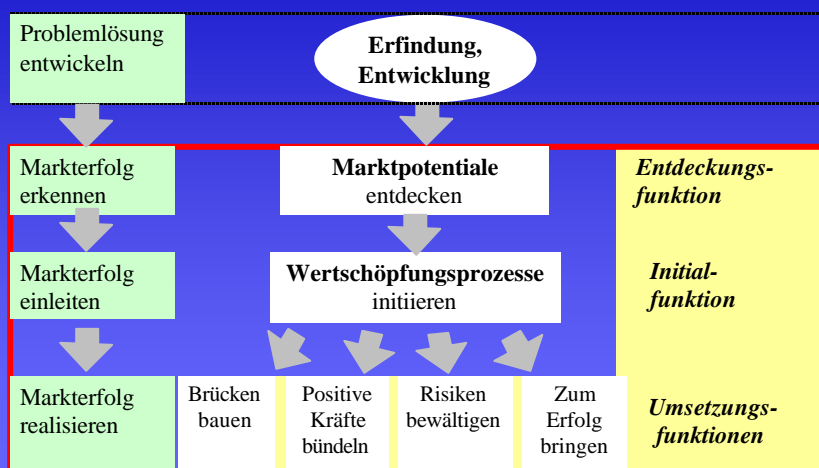 Problemlösung
entwickeln
Erfindung,
Entwicklung
Markterfolg
erkennen
Marktpotentiale
entdecken
Entdeckungs-
funktion
Markterfolg
einleiten
Wertschöpfungsprozesse
initiieren
Initial-
funktion
Markterfolg
realisieren
Brücken
bauen
Positive
Kräfte
bündeln
Risiken
bewältigen
Zum
Erfolg
bringen
Umsetzungs-
funktionen